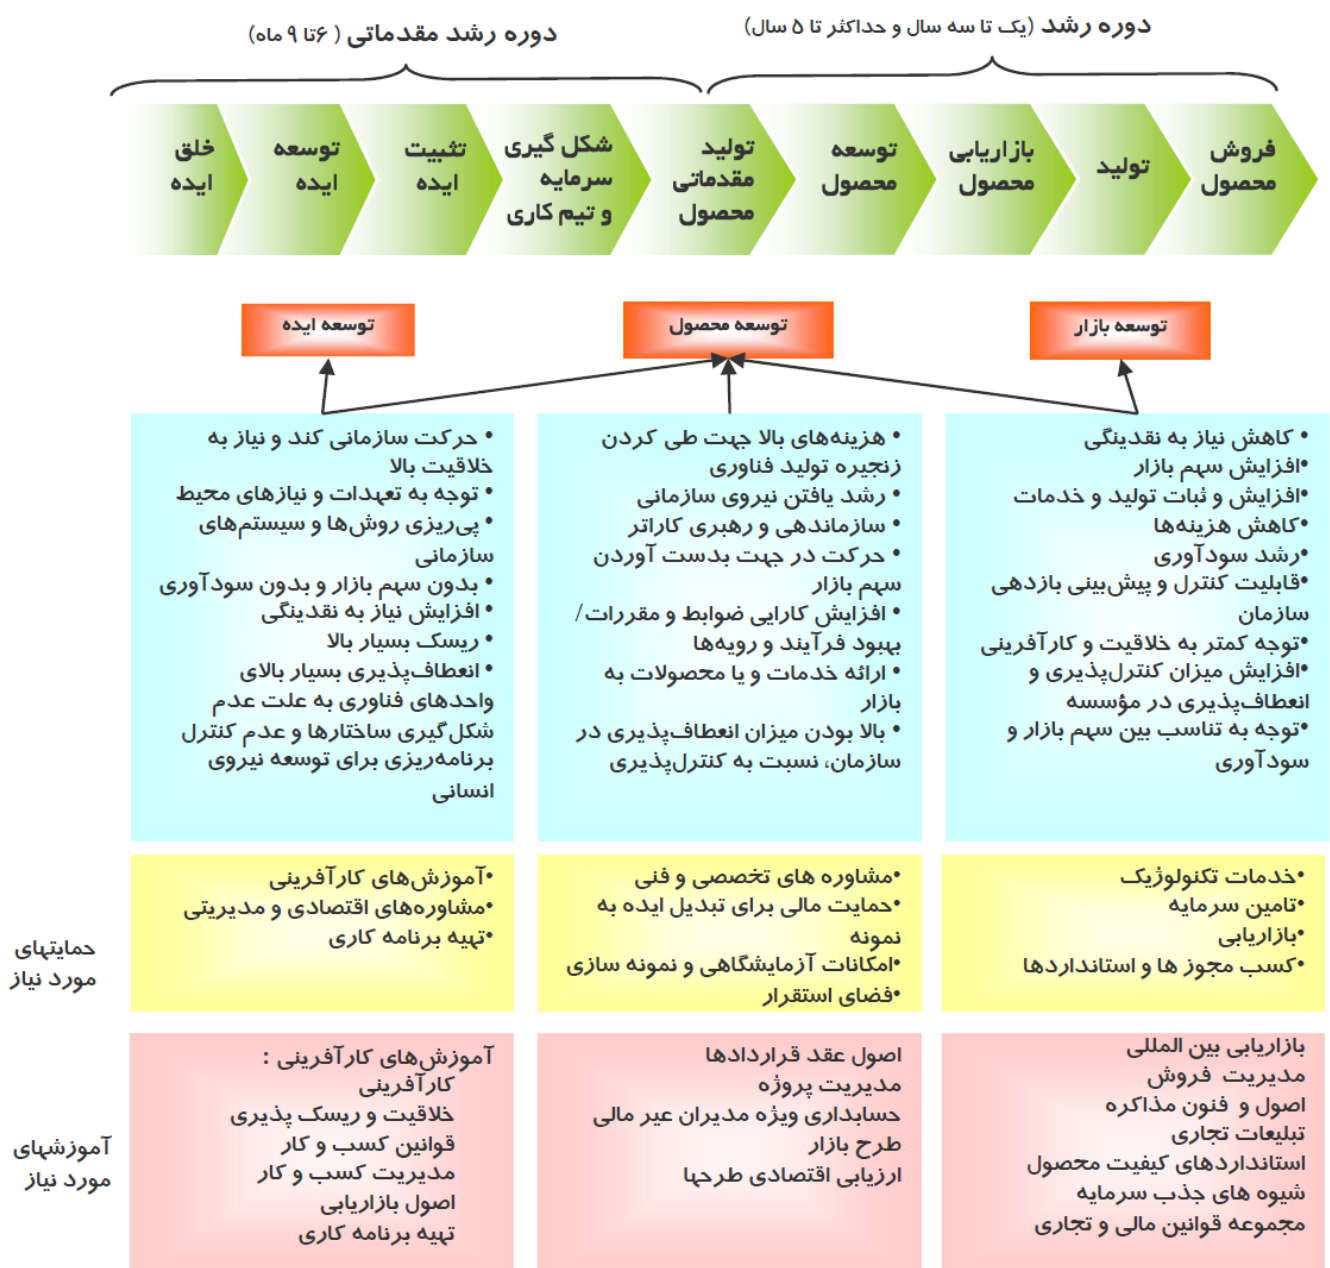 دوره رشد مقدماتی ( ۶تا ۹ ماه)
دوره رشد (یک تا سه سال و حداکثر تا ۵ سال)
خلق
ایده
توسعه
ایده
تثبیت
ایده
شکل گیری
سرمایه
و تیم کاری
تولید
مقدماتی
محصول
توسعه
محصول
بازاریابی
محصول
تولید
فروش
محصول
توسعه ایده
توسعه محصول
توسعه بازار
• حرکت سازمانی کند و نیاز به
خلاقیت بالا
• توجه به تعهدات و نیازهای محیط
• پی‌ریزی روش‌ها و سیستم‌های
سازمانی
• بدون سهم بازار و بدون سودآوری
• افزایش نیاز به نقدینگی
• ریسک بسیار بالا
• انعطاف‌پذیری بسیار بالای
واحدهای فناوری به علت عدم
شکل‌گیری ساختارها و عدم کنترل
برنامه‌ریزی برای توسعه نیروی
انسانی
• هزینه‌های بالا جهت طی کردن
زنجیره تولید فناوری
• رشد یافتن نیروی سازمانی
• سازماندهی و رهبری کاراتر
• حرکت در جهت بدست آوردن
سهم بازار
• افزایش کارایی ضوابط و مقررات/
بهبود فرآیند و رویه‌ها
• ارائه خدمات و یا محصولات به
بازار
• بالا بودن میزان انعطاف‌پذیری در
سازمان، نسبت به کنترل‌پذیری
• کاهش نیاز به نقدینگی
•افزایش سهم بازار
•افزایش و ثبات تولید و خدمات
•کاهش هزینه‌ها
•رشد سودآوری
•قابلیت کنترل و پیش‌بینی بازدهی
سازمان
•توجه کمتر به خلاقیت و کارآفرینی
•افزایش میزان کنترل‌پذیری و
انعطاف‌پذیری در مؤسسه
•توجه به تناسب بین سهم بازار و
سودآوری
حمایتهای
مورد نیاز
•آموزش‌های کارآفرینی
•مشاوره‌های اقتصادی و مدیریتی
•تهیه برنامه کاری
•مشاوره های تخصصی و فنی
•حمایت مالی برای تبدیل ایده به
نمونه
•امکانات آزمایشگاهی و نمونه سازی
•فضای استقرار
•خدمات تکنولوژیک
•تامین سرمایه
•بازاریابی
•کسب مجوز ها و استانداردها
آموزشهای
مورد نیاز
آموزش‌های کارآفرینی :
کارآفرینی
خلاقیت و ریسک پذیری
قوانین کسب و کار
مدیریت کسب و کار
اصول بازاریابی
تهیه برنامه کاری
اصول عقد قراردادها
مدیریت پروژه
حسابداری ویژه مدیران عیر مالی
طرح بازار
ارزیابی اقتصادی طرحها
بازاریابی بین المللی
مدیریت فروش
اصول و فنون مذاکره
تبلیعات تجاری
استانداردهای کیفیت محصول
شیوه های جذب سرمایه
مجموعه قوانین مالی و تجاری